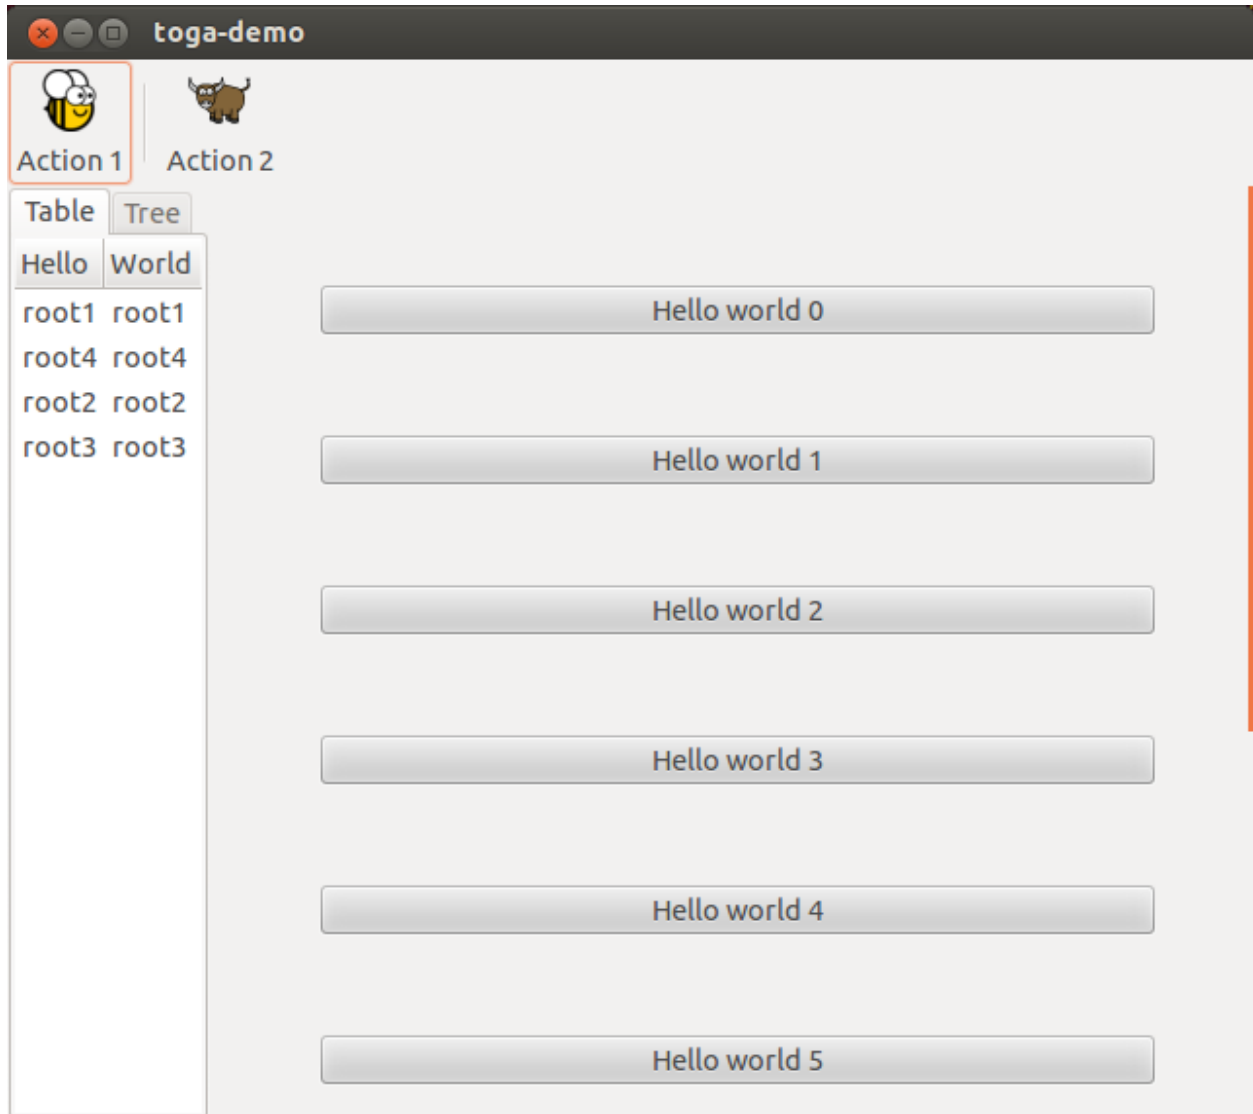 toga-demo
Action 1 Action 2
Table Tree
Hello World
root1 root1
root4 root4
root2 root2
root3 root3
Hello world 0
Hello world 1
Hello world 2
Hello world 3
Hello world 4
Hello world 5